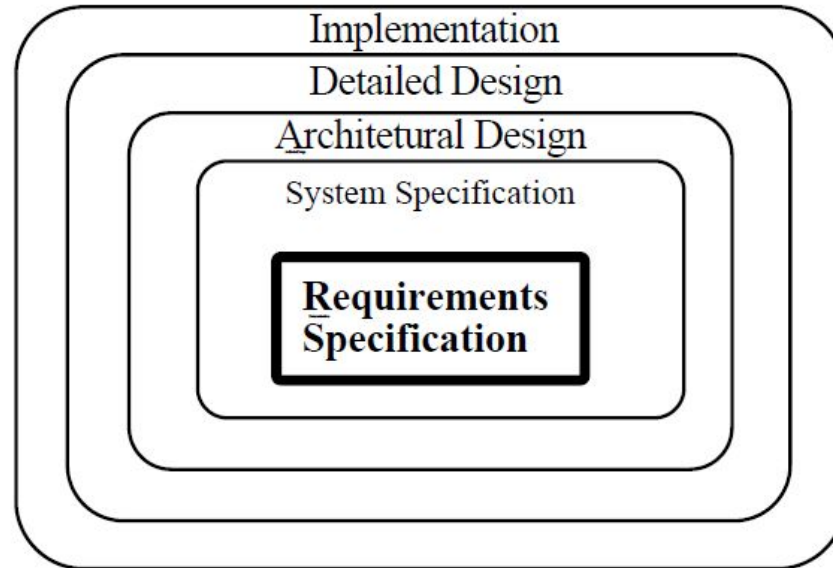 Implementation
Detailed Design
Architetural Design
System Specification
Requirements
Specification